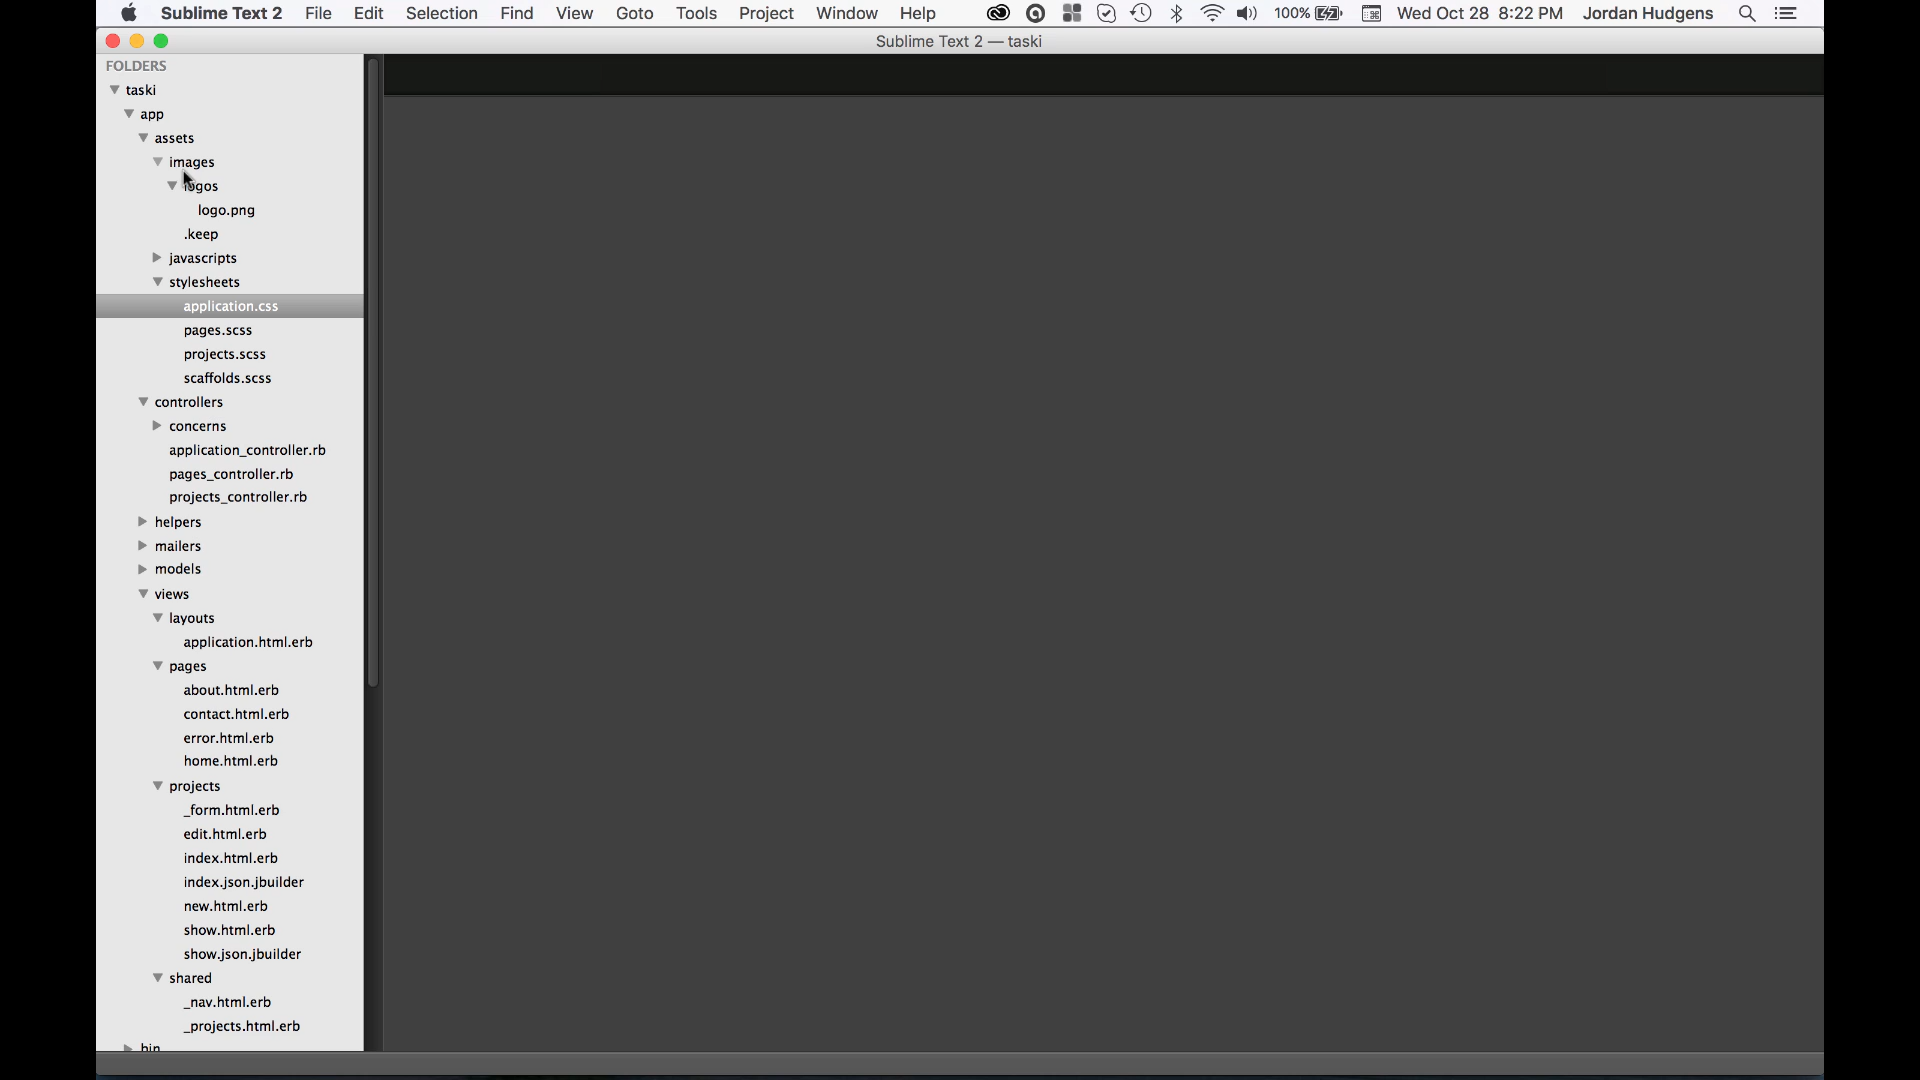 Sublime Text 2 File Edit Selection Find View Goto Tools Project Window Help 100% Wed Oct 28 8:22 PM Jordan Hudgens
Sublime Text 2 — taski
FOLDERS
taski
app
assets
images
logos
logo.png
.keep
javascripts
stylesheets
application.css
pages.scss
projects.scss
scaffolds.scss
controllers
concerns
application_controller.rb
pages_controller.rb
projects_controller.rb
helpers
mailers
models
views
layouts
application.html.erb
pages
about.html.erb
contact.html.erb
error.html.erb
home.html.erb
projects
_form.html.erb
edit.html.erb
index.html.erb
index.json.jbuilder
new.html.erb
show.html.erb
show.json.jbuilder
shared
_nav.html.erb
_projects.html.erb
bin